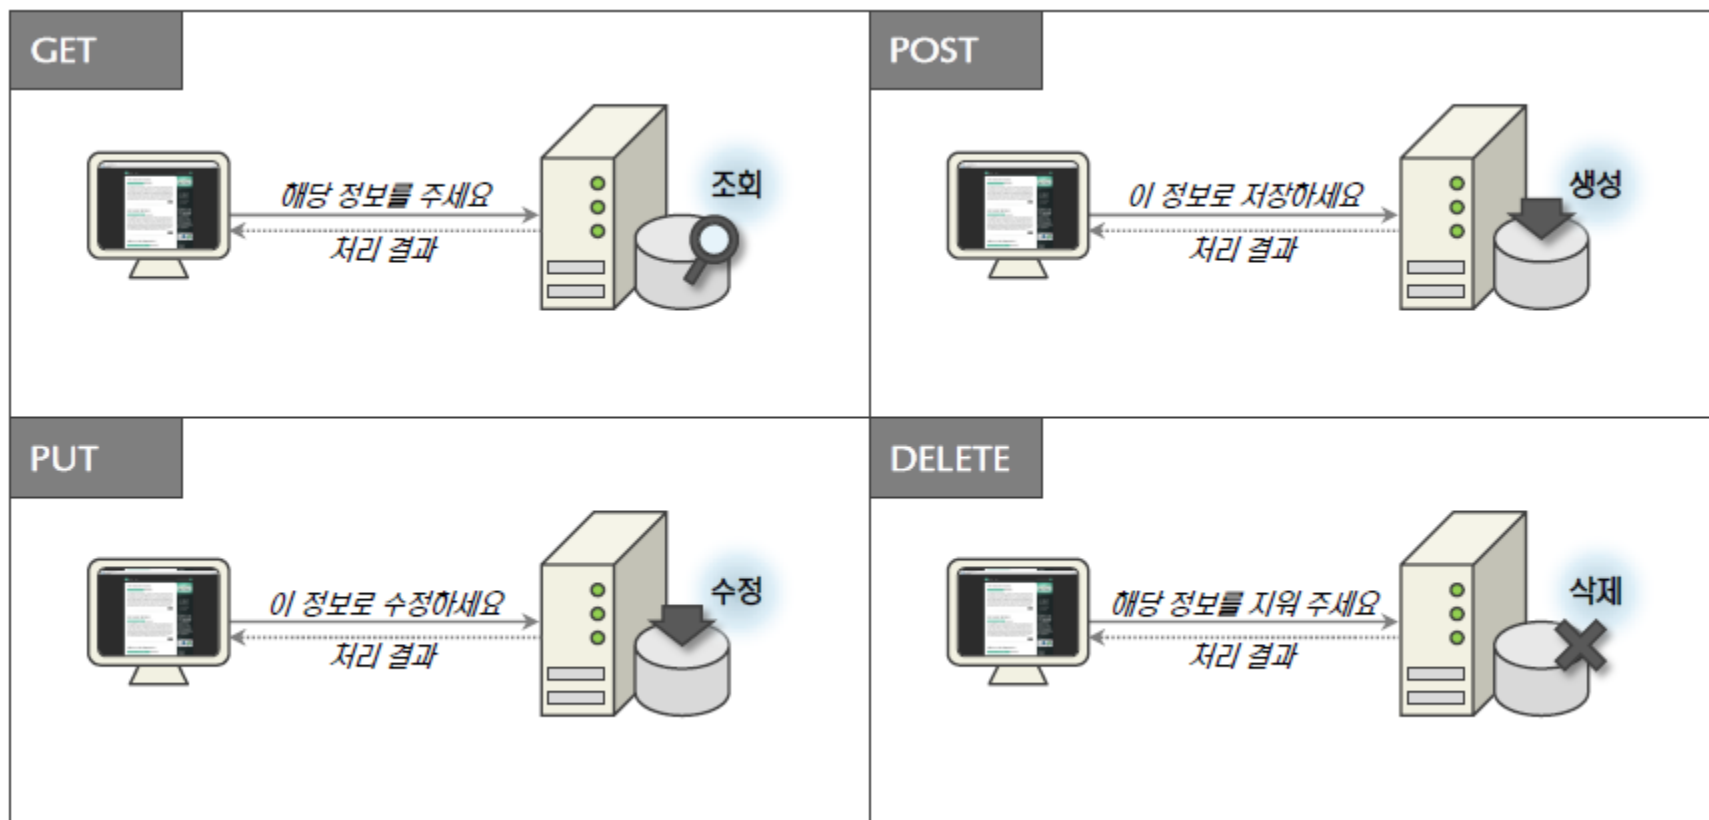 GET
해당 정보를 주세요
처리 결과
조회
POST
이 정보로 저장하세요
처리 결과
생성
PUT
이 정보로 수정하세요
처리 결과
수정
DELETE
해당 정보를 지워 주세요
처리 결과
삭제